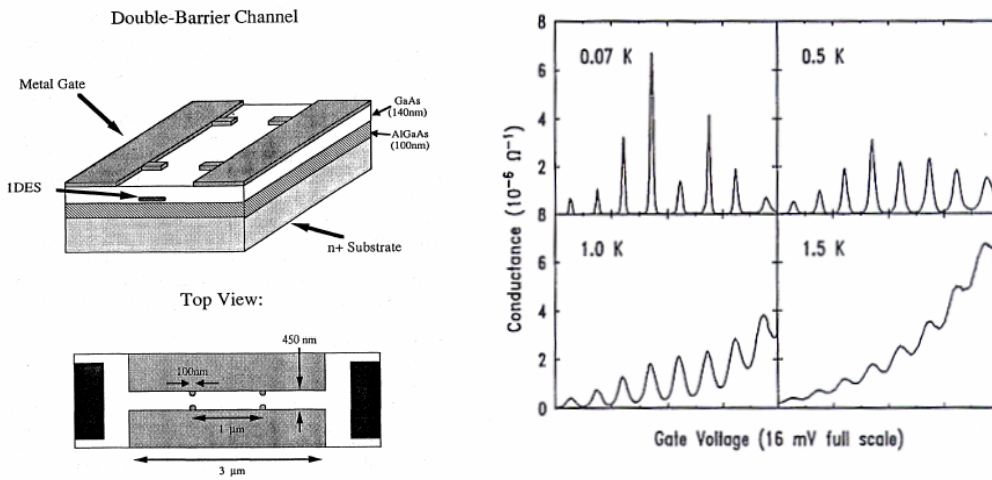 Double-Barrier Channel
Metal Gate
GaAs
(140nm)
AlGaAs
(100nm)
1DES
n+ Substrate
Top View:
450 nm
100nm
1 μm
3 μm
Conductance (10⁻⁶ Ω⁻¹)
8
6
4
2
8
6
4
2
0
0.07 K
0.5 K
1.0 K
1.5 K
Gate Voltage (16 mV full scale)